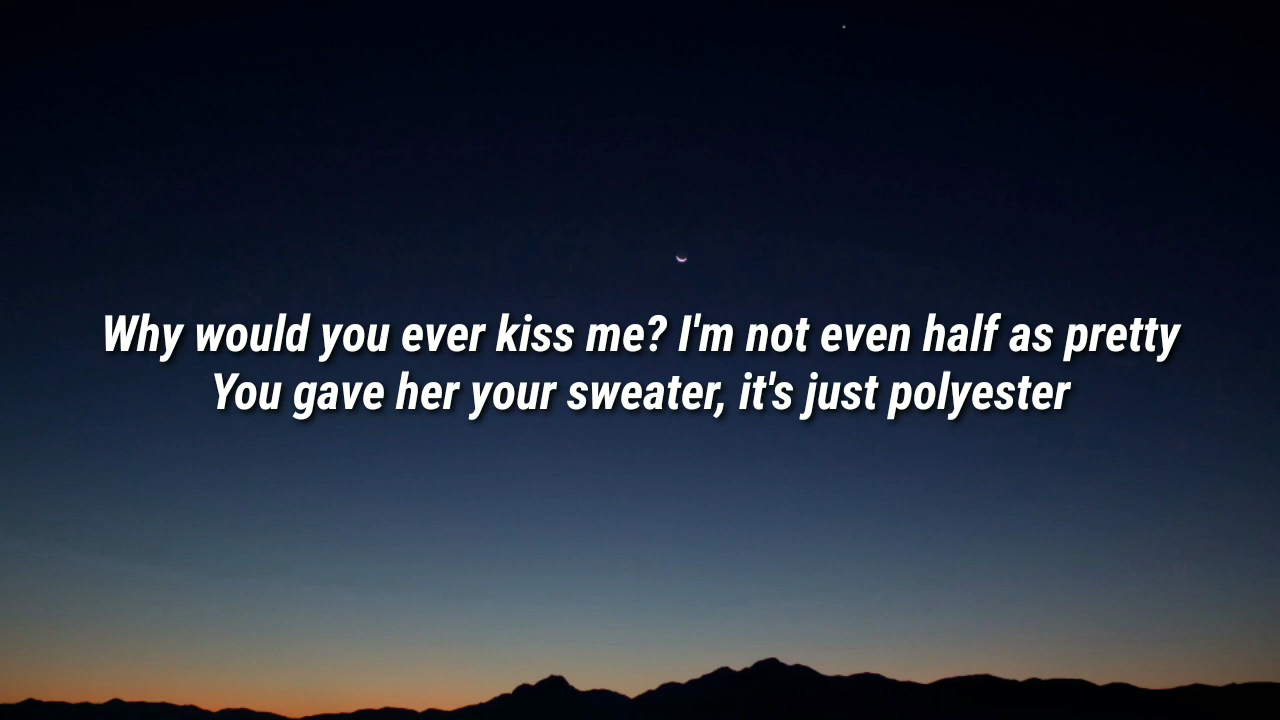 Why would you ever kiss me? I'm not even half as pretty
You gave her your sweater, it's just polyester